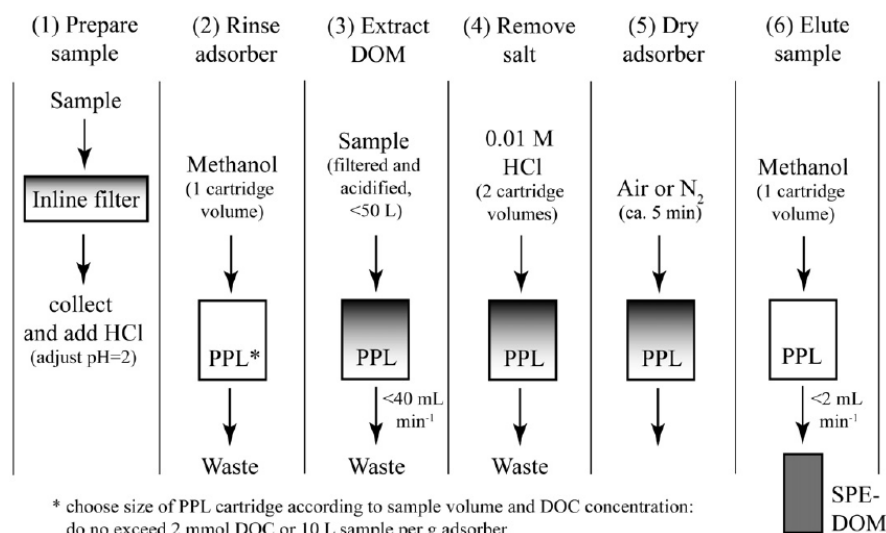 (1) Prepare
sample
Sample
Inline filter
collect
and add HCl
(adjust pH=2)
(2) Rinse
adsorber
Methanol
(1 cartridge
volume)
PPL*
Waste
(3) Extract
DOM
Sample
(filtered and
acidified,
<50 L)
PPL
<40 mL
min⁻¹
Waste
(4) Remove
salt
0.01 M
HCl
(2 cartridge
volumes)
PPL
Waste
(5) Dry
adsorber
Air or N₂
(ca. 5 min)
PPL
(6) Elute
sample
Methanol
(1 cartridge
volume)
PPL
<2 mL
min⁻¹
SPE-
DOM
* choose size of PPL cartridge according to sample volume and DOC concentration:
do no exceed 2 mmol DOC or 10 L sample per g adsorber